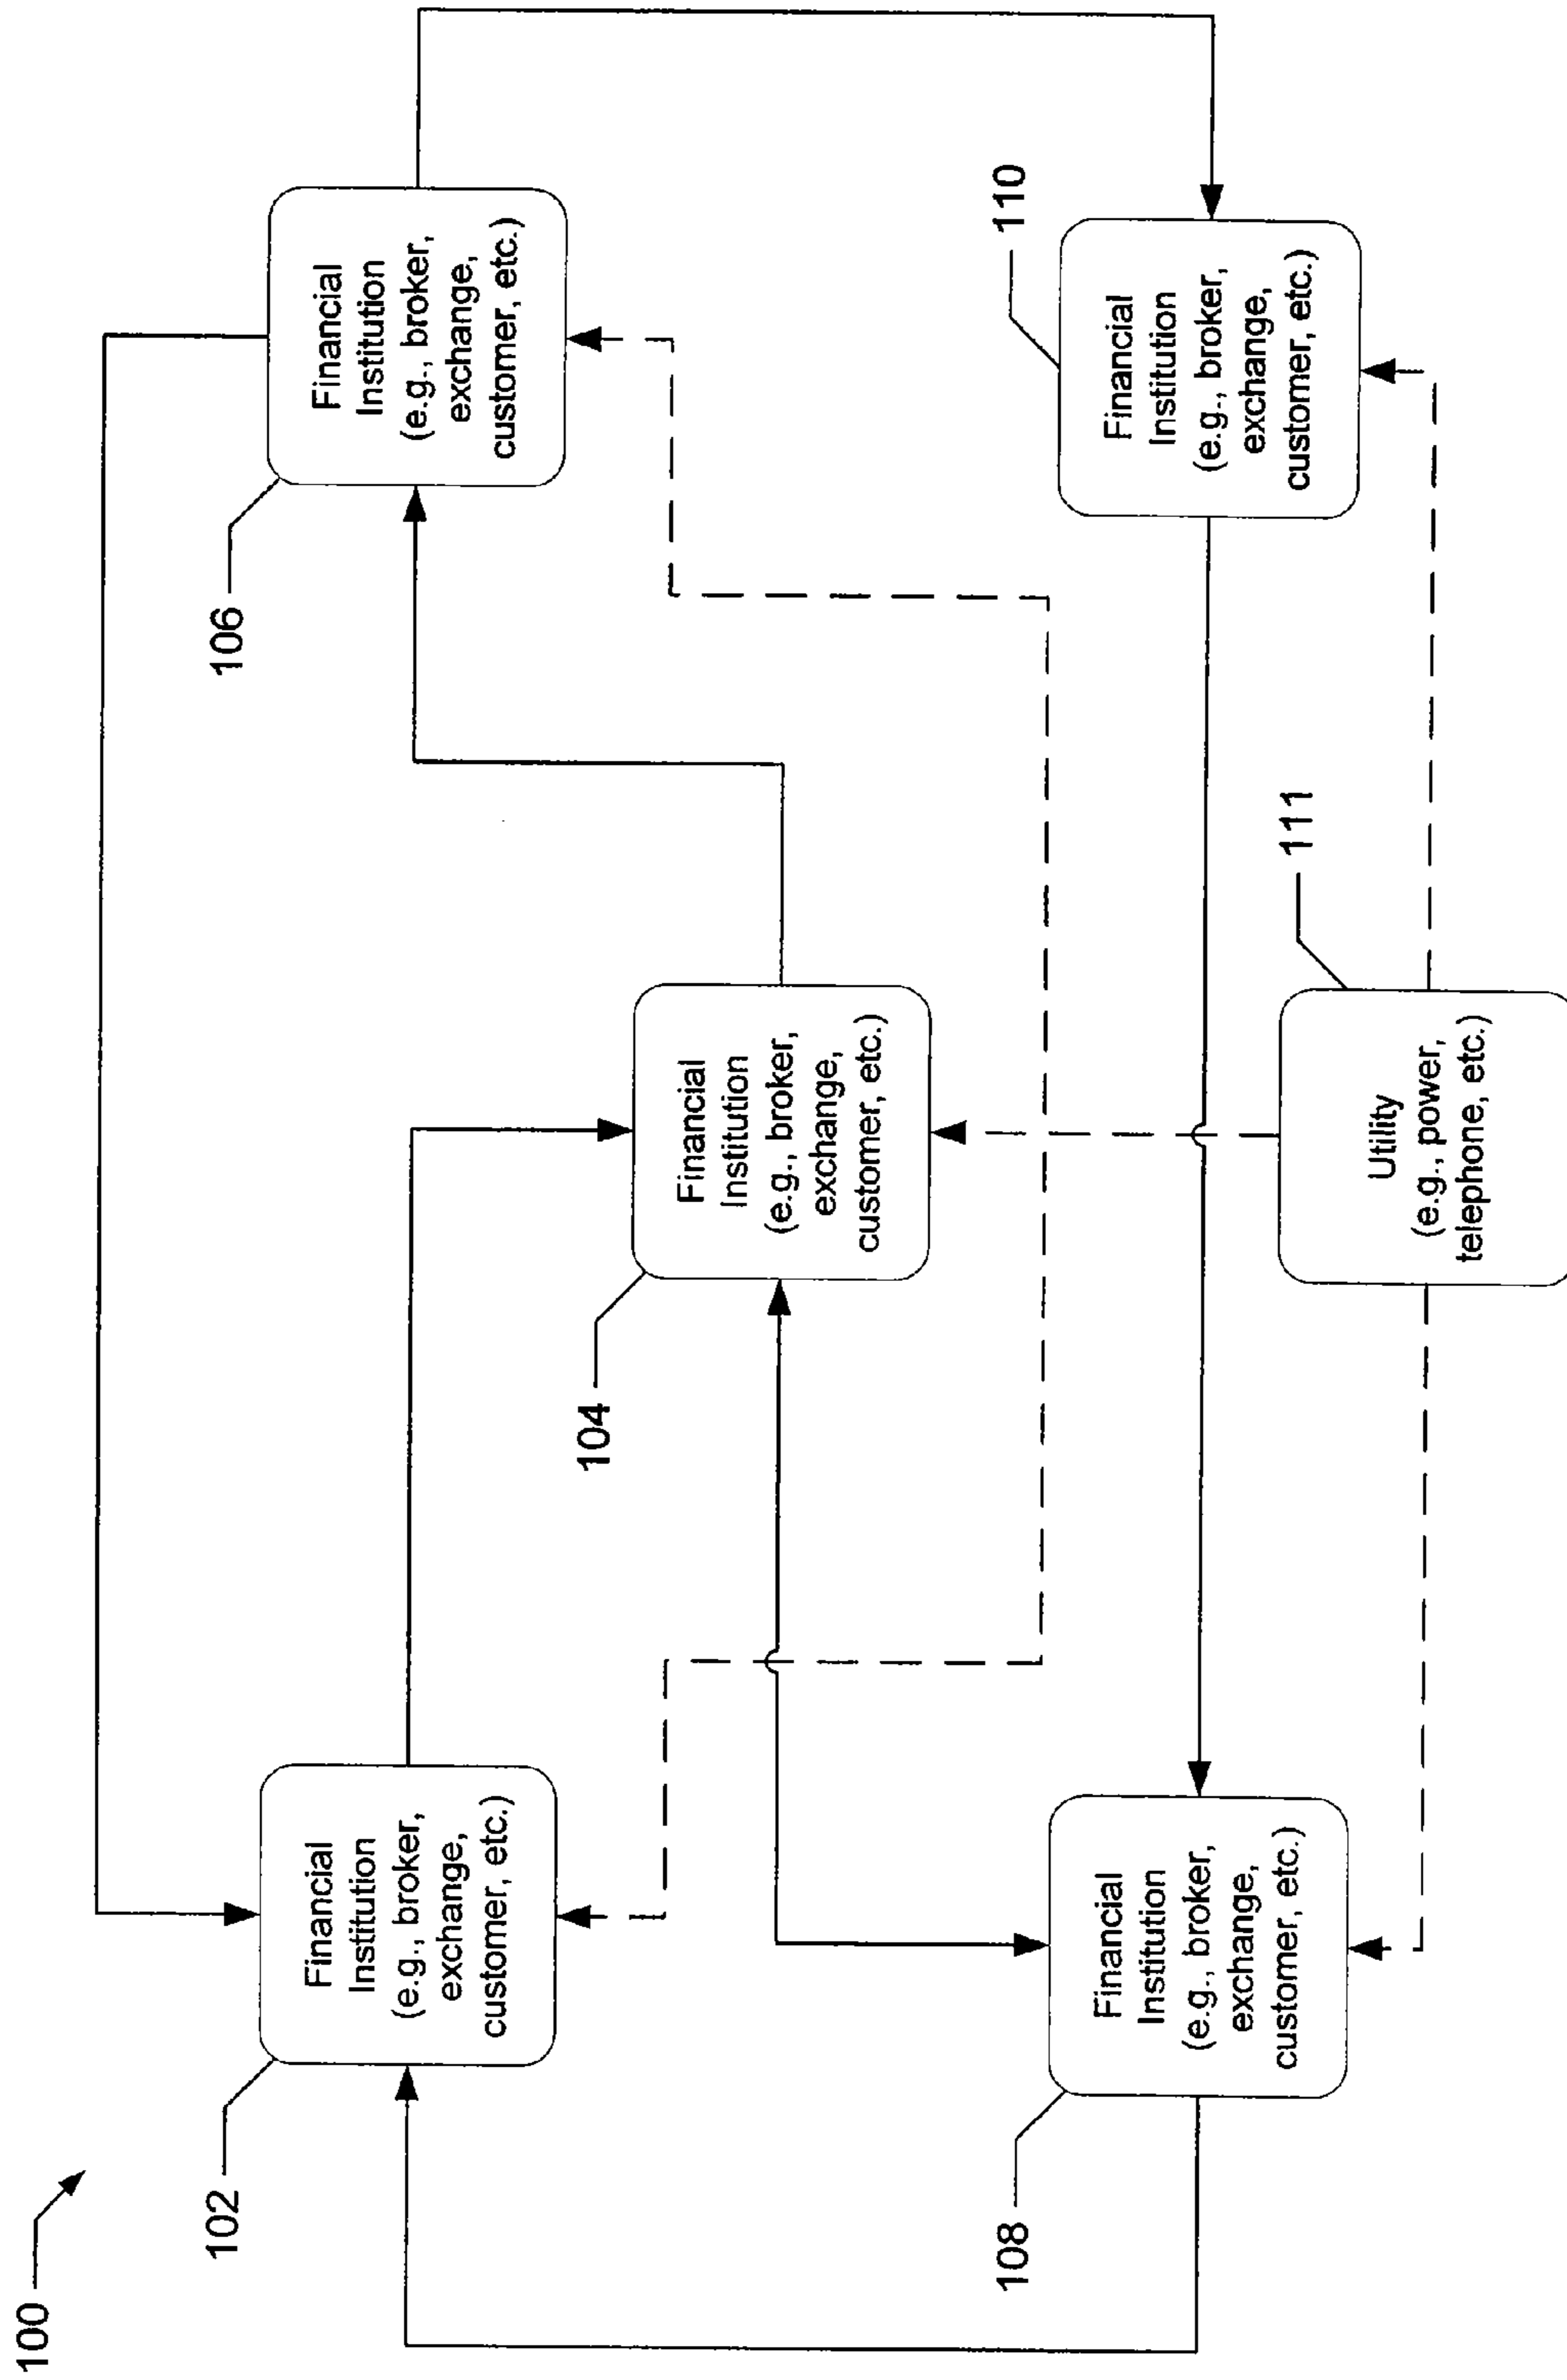 100
102
Financial
Institution
(e.g., broker,
exchange,
customer, etc.)
104
Financial
Institution
(e.g., broker,
exchange,
customer, etc.)
106
Financial
Institution
(e.g., broker,
exchange,
customer, etc.)
108
Financial
Institution
(e.g., broker,
exchange,
customer, etc.)
111
Utility
(e.g., power,
telephone, etc.)
110
Financial
Institution
(e.g., broker,
exchange,
customer, etc.)